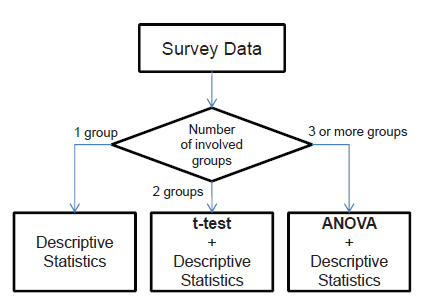 Survey Data
1 group
Number
of involved
groups
3 or more groups
2 groups
Descriptive
Statistics
t-test
+
Descriptive
Statistics
ANOVA
+
Descriptive
Statistics